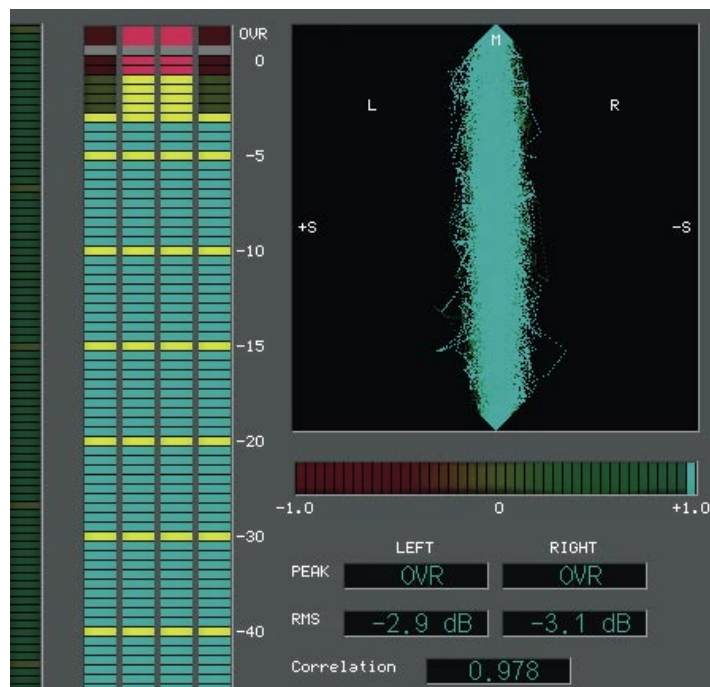 OVR
0
-5
-10
-15
-20
-30
-40
M
L R
+S -S
-1.0 0 +1.0
LEFT RIGHT
PEAK OVR OVR
RMS -2.9 dB -3.1 dB
Correlation 0.978